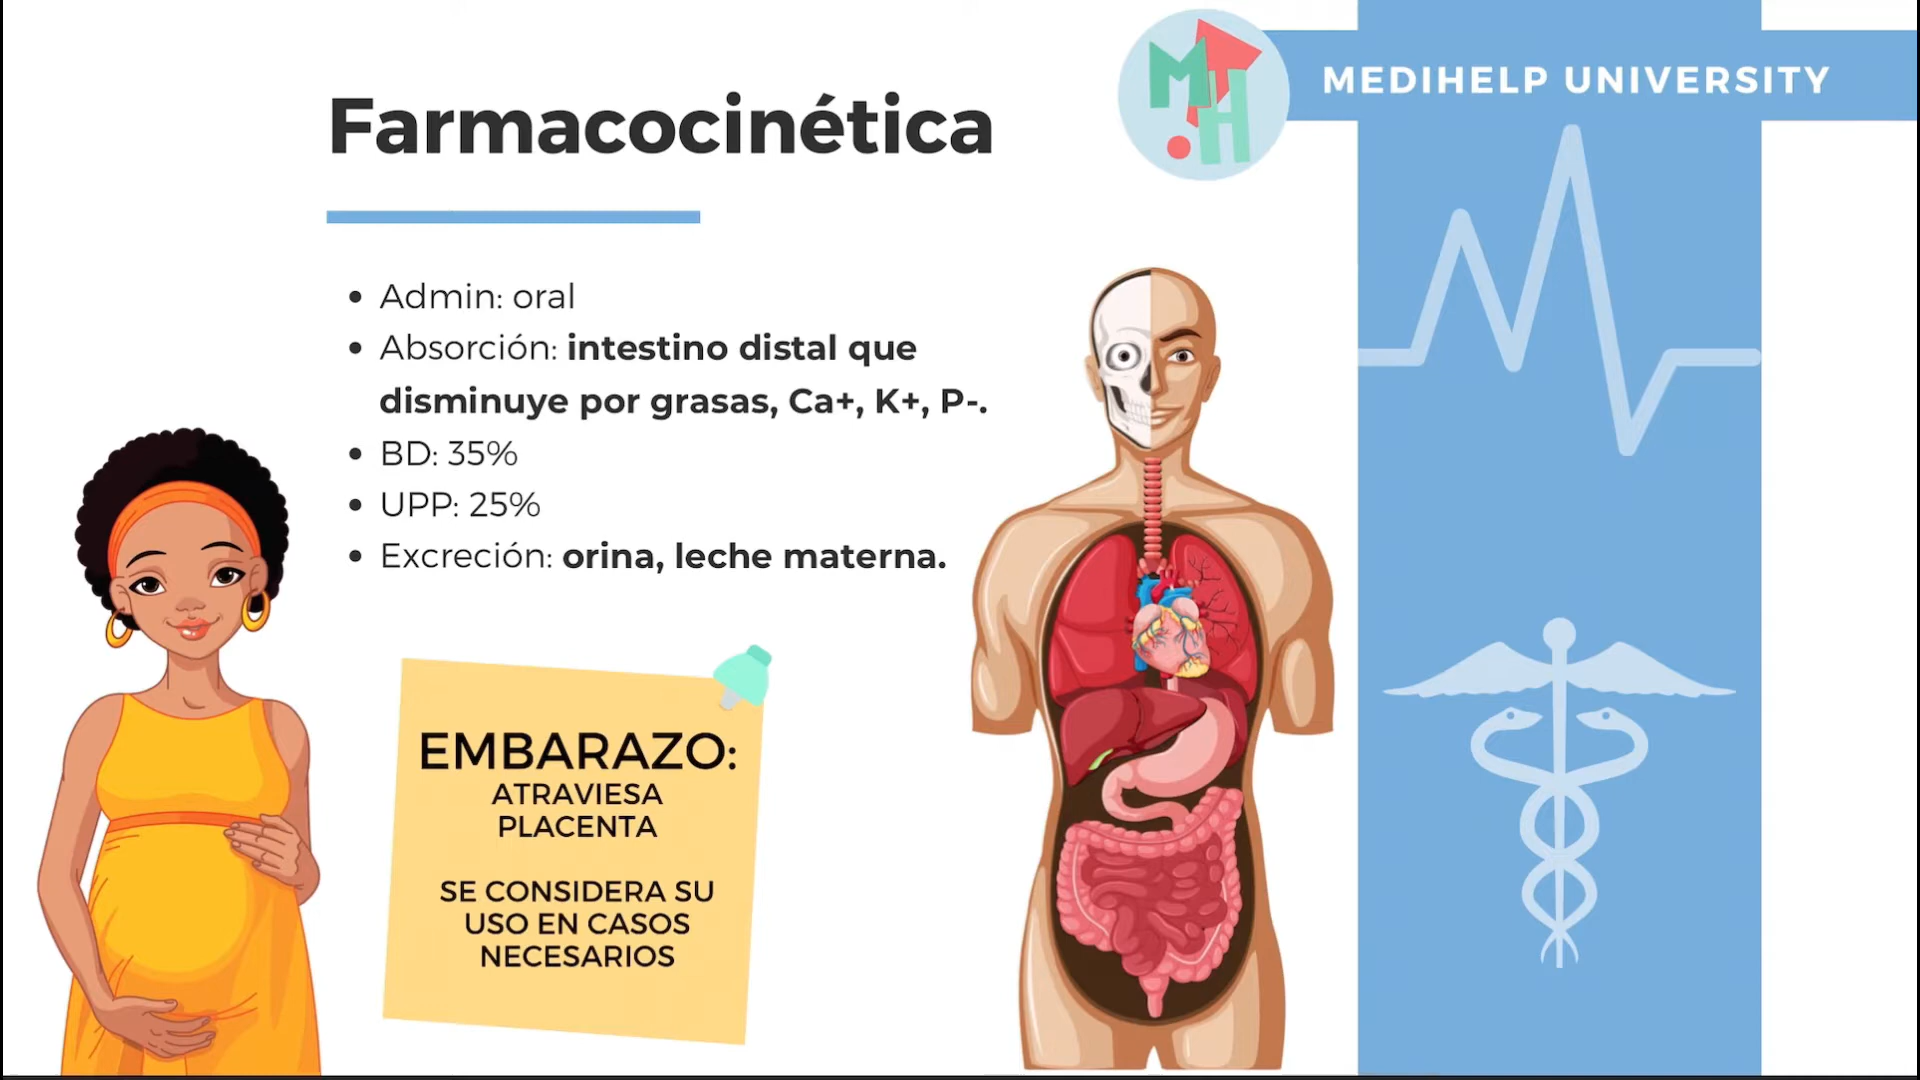 MTH
MEDIHELP UNIVERSITY
Farmacocinética
• Admin: oral
• Absorción: intestino distal que
disminuye por grasas, Ca+, K+, P-.
• BD: 35%
• UPP: 25%
• Excreción: orina, leche materna.
EMBARAZO:
ATRAVIESA
PLACENTA
SE CONSIDERA SU
USO EN CASOS
NECESARIOS